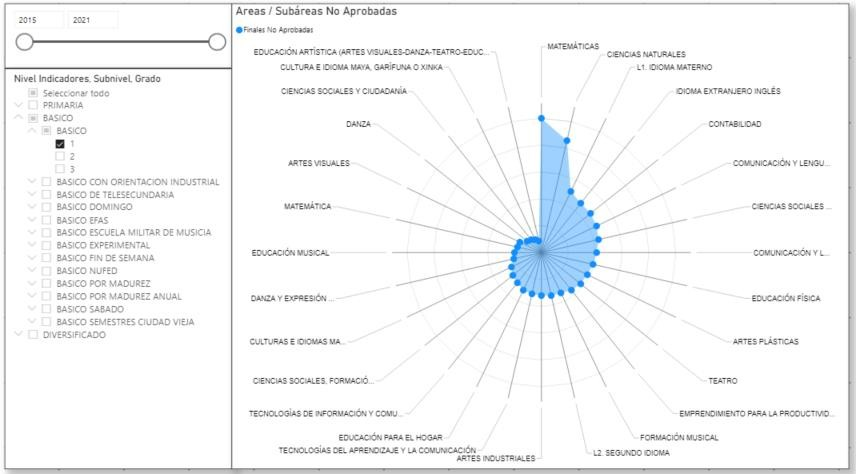 2015
2021
Nivel Indicadores, Subnivel, Grado
Seleccionar todo
PRIMARIA
BASICO
BASICO
1
2
3
BASICO CON ORIENTACION INDUSTRIAL
BASICO DE TELESECUNDARIA
BASICO DOMINGO
BASICO EFAS
BASICO ESCUELA MILITAR DE MUSICIA
BASICO EXPERIMENTAL
BASICO FIN DE SEMANA
BASICO NUFED
BASICO POR MADUREZ
BASICO POR MADUREZ ANUAL
BASICO SABADO
BASICO SEMESTRES CIUDAD VIEJA
DIVERSIFICADO
Areas / Subáreas No Aprobadas
Finales No Aprobadas
MATEMÁTICAS
CIENCIAS NATURALES
L1. IDIOMA MATERNO
IDIOMA EXTRANJERO INGLÉS
CONTABILIDAD
COMUNICACIÓN Y LENGU...
CIENCIAS SOCIALES ...
COMUNICACIÓN Y L...
EDUCACIÓN FÍSICA
ARTES PLÁSTICAS
TEATRO
EMPRENDIMIENTO PARA LA PRODUCTIVID...
FORMACIÓN MUSICAL
L2. SEGUNDO IDIOMA
ARTES INDUSTRIALES
TECNOLOGÍAS DEL APRENDIZAJE Y LA COMUNICACIÓN
EDUCACIÓN PARA EL HOGAR
TECNOLOGÍAS DE INFORMACIÓN Y COMU...
CIENCIAS SOCIALES, FORMACIÓ...
CULTURAS E IDIOMAS MA...
DANZA Y EXPRESIÓN ...
EDUCACIÓN MUSICAL
MATEMÁTICA
ARTES VISUALES
DANZA
CIENCIAS SOCIALES Y CIUDADANÍA
CULTURA E IDIOMA MAYA, GARÍFUNA O XINKA
EDUCACIÓN ARTÍSTICA (ARTES VISUALES-DANZA-TEATRO-EDUC...